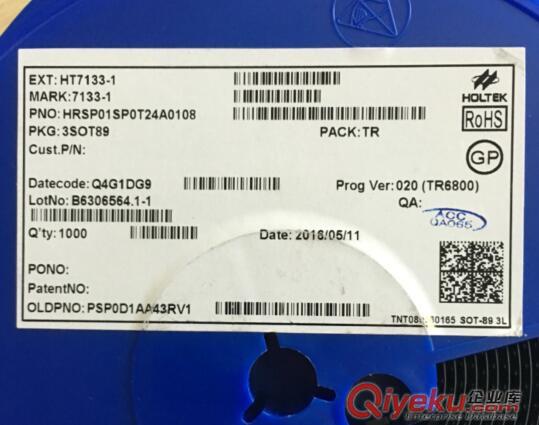 EXT: HT7133-1
MARK:7133-1
PNO: HRSP01SP0T24A0108
PKG: 3SOT89 PACK: TR
Cust.P/N:
HOLTEK
RoHS
GP
Datecode: Q4G1DG9 Prog Ver: 020 (TR6800)
LotNo: B6306564.1-1 QA: ACC QA065
Q'ty: 1000 Date: 2018/05/11
PONO:
PatentNO:
OLDPNO: PSP0D1AA43RV1
SOT-89 3L
Qiyeku.com 企业库
Enterprise Database